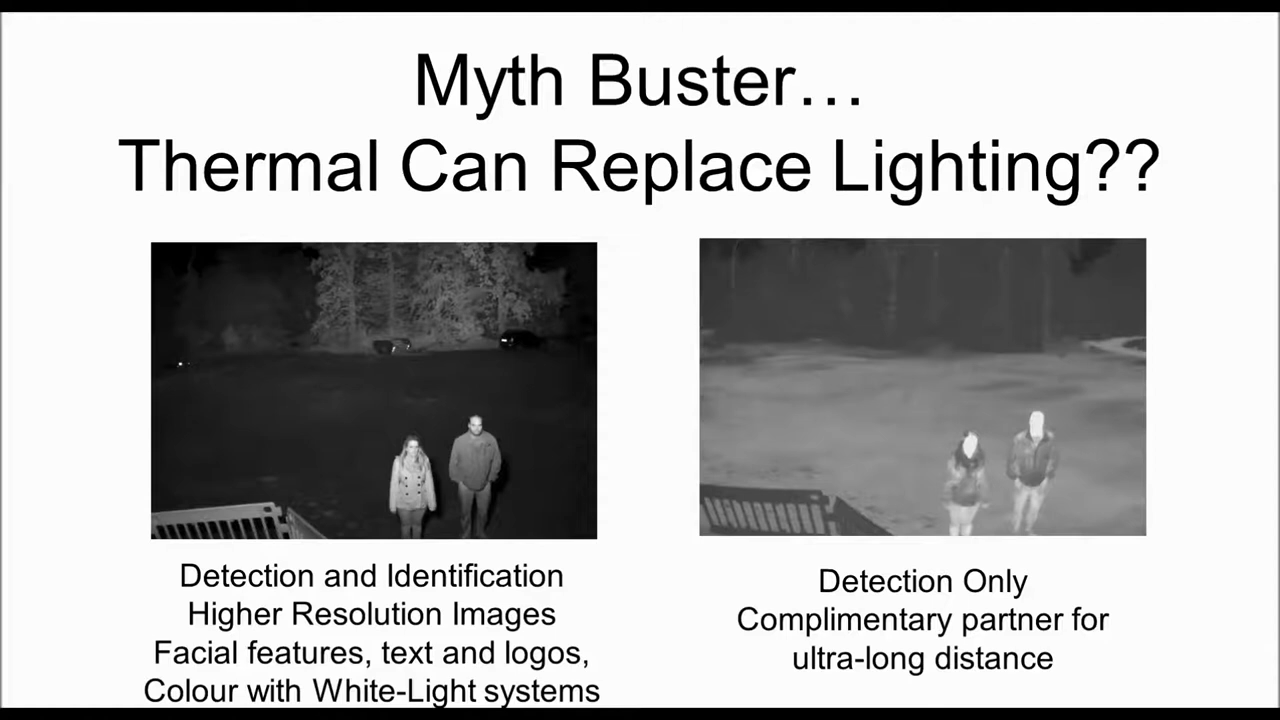 Myth Buster…
Thermal Can Replace Lighting??
Detection and Identification
Higher Resolution Images
Facial features, text and logos,
Colour with White-Light systems
Detection Only
Complimentary partner for
ultra-long distance